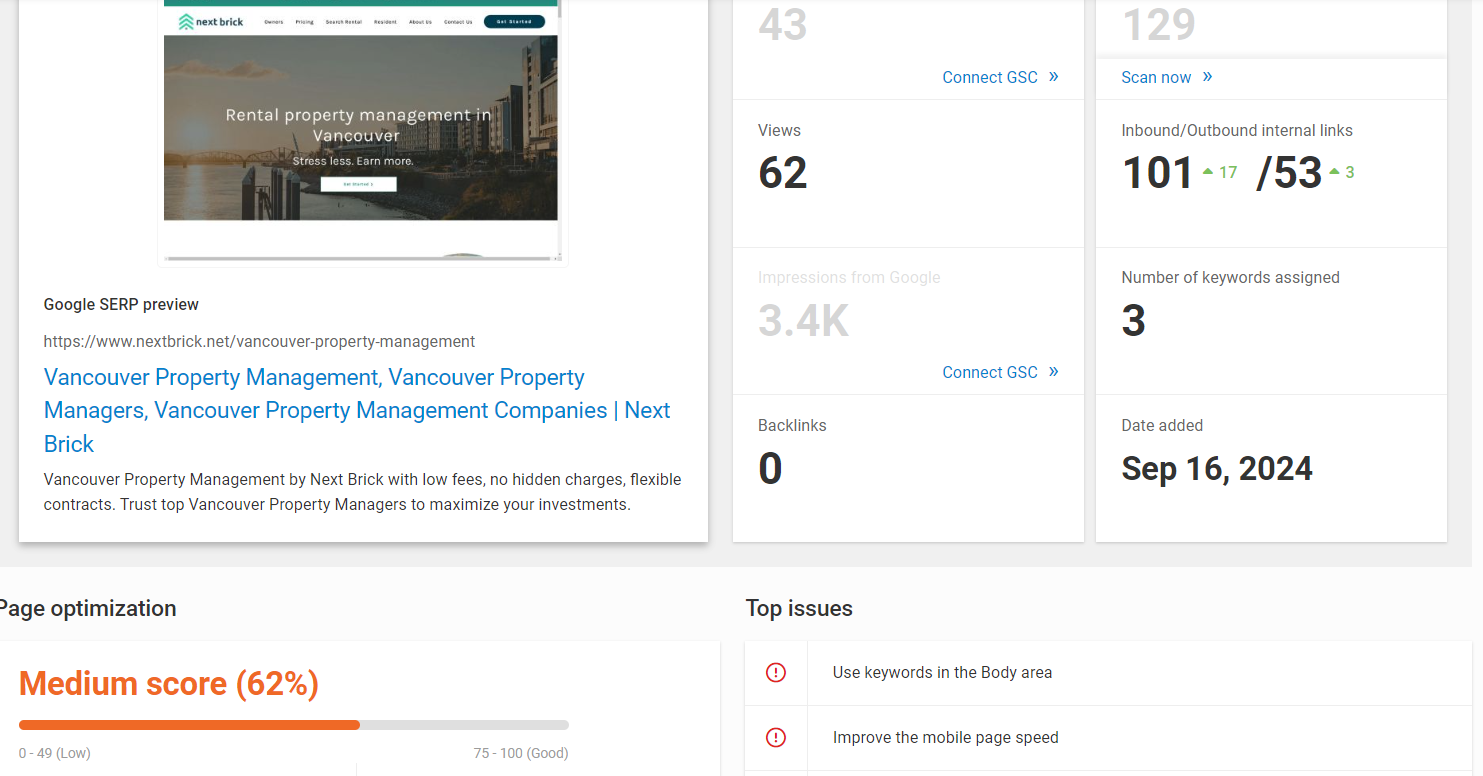 next brick
Owners
Pricing
Search Rental
Resident
About Us
Contact Us
Get Started
Rental property management in
Vancouver
Stress less. Earn more.
Get Started
Google SERP preview
https://www.nextbrick.net/vancouver-property-management
Vancouver Property Management, Vancouver Property
Managers, Vancouver Property Management Companies | Next
Brick
Vancouver Property Management by Next Brick with low fees, no hidden charges, flexible
contracts. Trust top Vancouver Property Managers to maximize your investments.
43
Connect GSC »
Views
62
Impressions from Google
3.4K
Connect GSC »
Backlinks
0
129
Scan now »
Inbound/Outbound internal links
101 17 /53 3
Number of keywords assigned
3
Date added
Sep 16, 2024
Page optimization
Medium score (62%)
0 - 49 (Low)
75 - 100 (Good)
Top issues
Use keywords in the Body area
Improve the mobile page speed